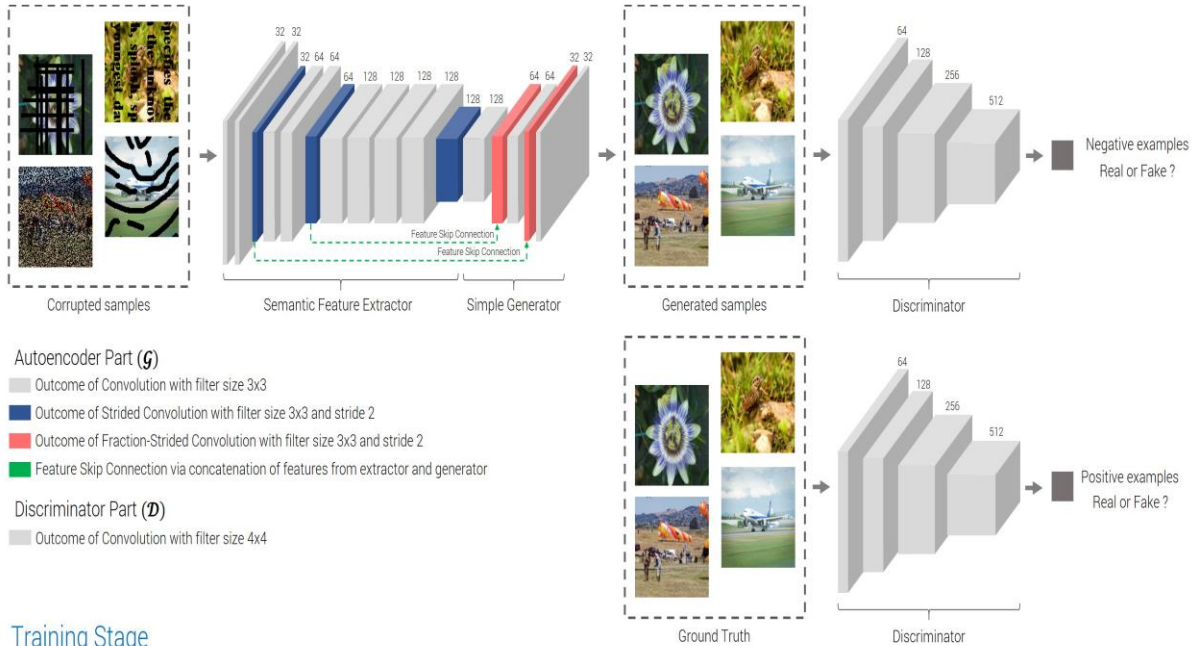 32 32
32 64 64
64 128 128 128 128
128 128
64 64
32 32
Feature Skip Connection
Feature Skip Connection
Corrupted samples
Semantic Feature Extractor
Simple Generator
Generated samples
64
128
256
512
Discriminator
Negative examples
Real or Fake ?
Autoencoder Part (G)
Outcome of Convolution with filter size 3x3
Outcome of Strided Convolution with filter size 3x3 and stride 2
Outcome of Fraction-Strided Convolution with filter size 3x3 and stride 2
Feature Skip Connection via concatenation of features from extractor and generator
Discriminator Part (D)
Outcome of Convolution with filter size 4x4
64
128
256
512
Positive examples
Real or Fake ?
Ground Truth
Discriminator
Training Stage